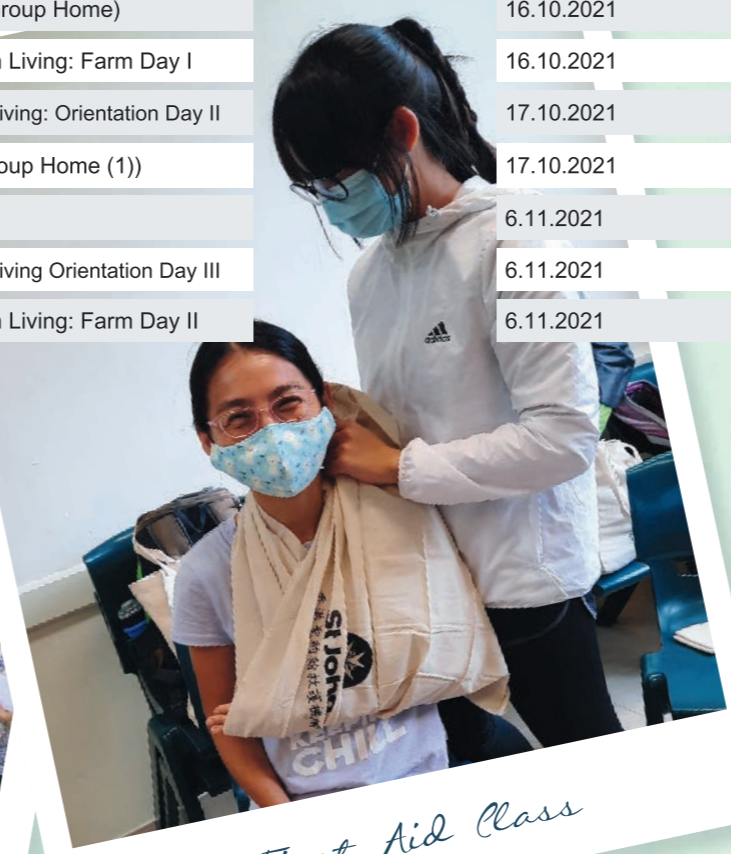 roup Home) 16.10.2021
Living: Farm Day I 16.10.2021
iving: Orientation Day II 17.10.2021
oup Home (1)) 17.10.2021
6.11.2021
iving Orientation Day III 6.11.2021
Living: Farm Day II 6.11.2021
adidas
St John
CHILL
First Aid Class